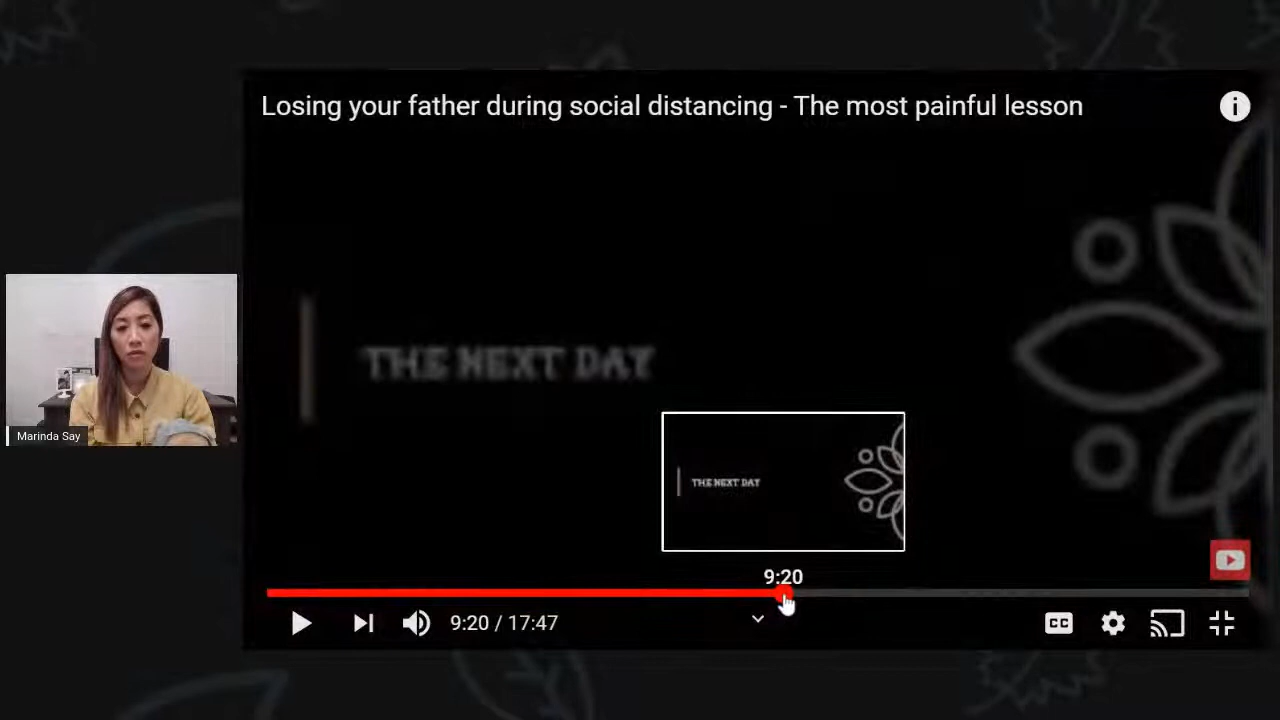 Losing your father during social distancing - The most painful lesson
THE NEXT DAY
THE NEXT DAY
Marinda Say
9:20
9:20 / 17:47
CC